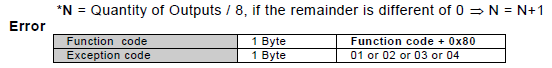 *N = Quantity of Outputs / 8, if the remainder is different of 0 ⇒ N = N+1
Error
Function code 1 Byte Function code + 0x80
Exception code 1 Byte 01 or 02 or 03 or 04